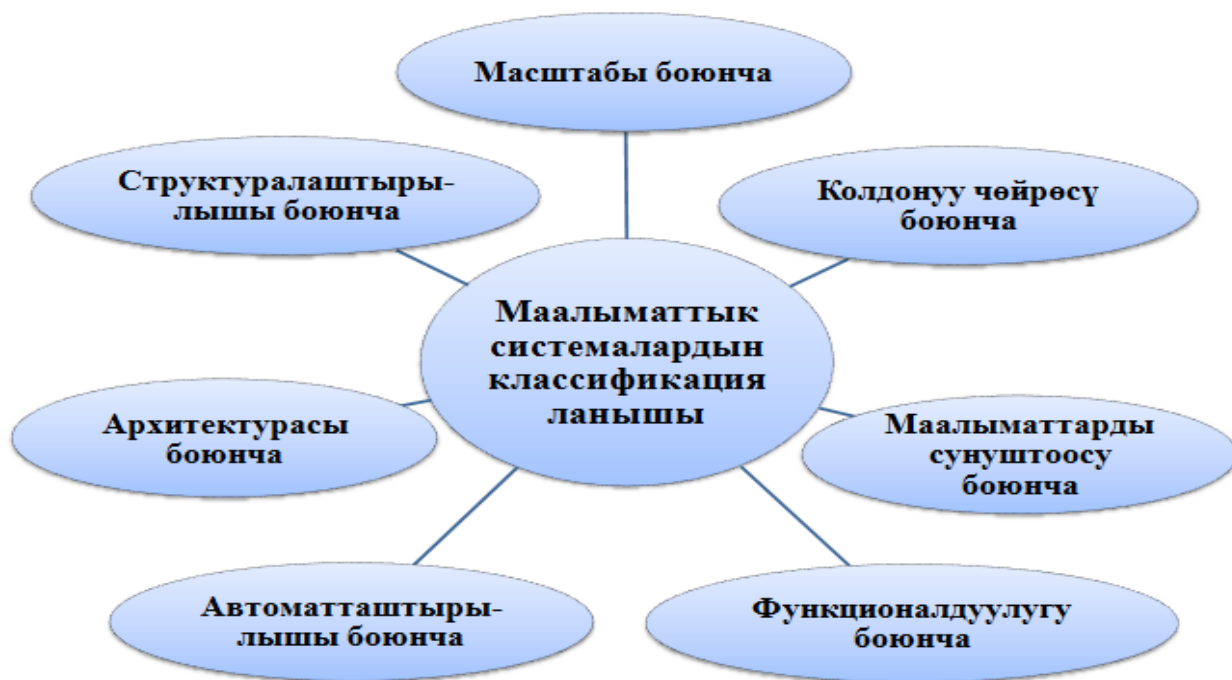 Масштабы боюнча
Структуралаштыры-
лышы боюнча
Колдонуу чөйрөсү
боюнча
Маалыматтык
системалардын
классификация
ланышы
Архитектурасы
боюнча
Маалыматтарды
сунуштоосу
боюнча
Автоматташтыры-
лышы боюнча
Функционалдуулугу
боюнча